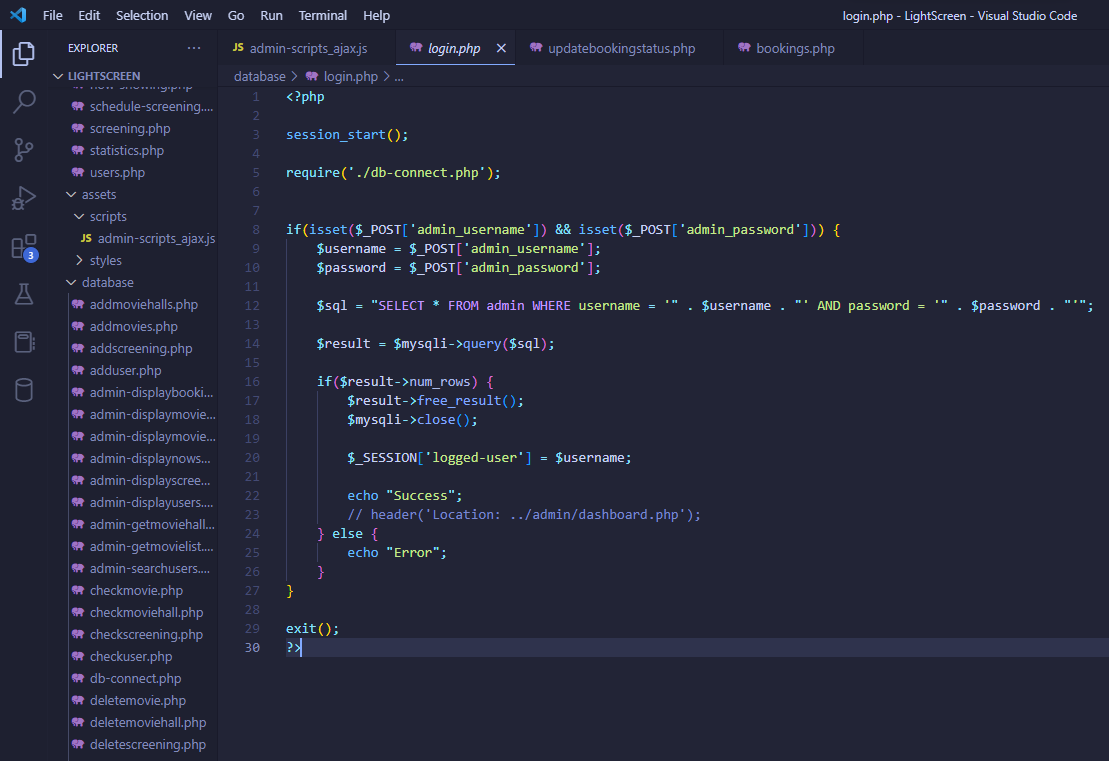 File Edit Selection View Go Run Terminal Help
login.php - LightScreen - Visual Studio Code
EXPLORER ...
LIGHTSCREEN
now-showing.php
schedule-screening....
screening.php
statistics.php
users.php
assets
scripts
JS admin-scripts_ajax.js
styles
database
addmoviehalls.php
addmovies.php
addscreening.php
adduser.php
admin-displaybooki...
admin-displaymovie...
admin-displaymovie...
admin-displaynows...
admin-displayscree...
admin-displayusers....
admin-getmoviehall...
admin-getmovielist....
admin-searchusers....
checkmovie.php
checkmoviehall.php
checkscreening.php
checkuser.php
db-connect.php
deletemovie.php
deletemoviehall.php
deletescreening.php
3
JS admin-scripts_ajax.js login.php updatebookingstatus.php bookings.php
database > login.php > ...
1 <?php
2
3 session_start();
4
5 require('./db-connect.php');
6
7
8 if(isset($_POST['admin_username']) && isset($_POST['admin_password'])) {
9     $username = $_POST['admin_username'];
10     $password = $_POST['admin_password'];
11
12     $sql = "SELECT * FROM admin WHERE username = '" . $username . "' AND password = '" . $password . "'";
13
14     $result = $mysqli->query($sql);
15
16     if($result->num_rows) {
17         $result->free_result();
18         $mysqli->close();
19
20         $_SESSION['logged-user'] = $username;
21
22         echo "Success";
23         // header('Location: ../admin/dashboard.php');
24     } else {
25         echo "Error";
26     }
27 }
28
29 exit();
30 ?>